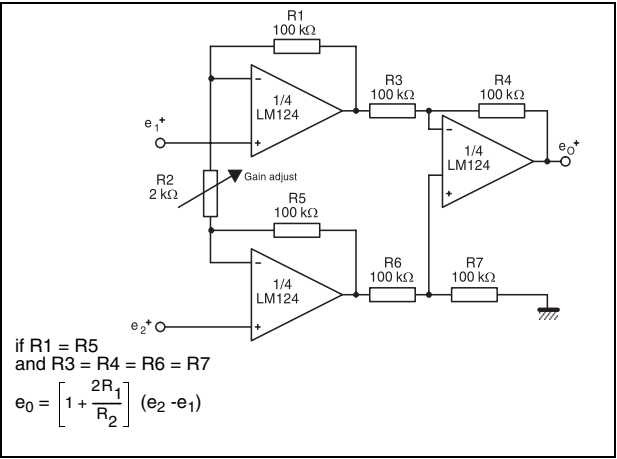 R1
100 kΩ
R3
100 kΩ
R4
100 kΩ
1/4
LM124
e1+
eO+
1/4
LM124
R2
2 kΩ
Gain adjust
R5
100 kΩ
R6
100 kΩ
R7
100 kΩ
1/4
LM124
e2+
if R1 = R5
and R3 = R4 = R6 = R7
e0 = [1 + 2R1/R2] (e2 -e1)